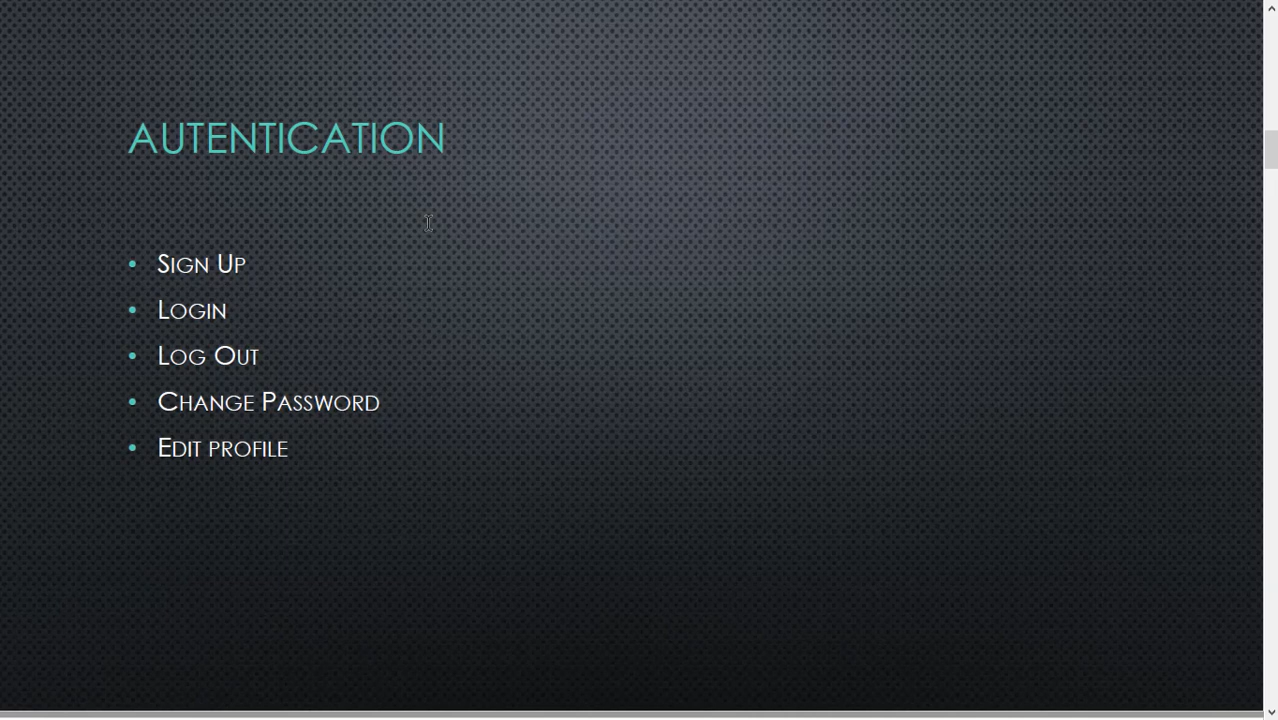 AUTENTICATION
• Sign Up
• Login
• Log Out
• Change Password
• Edit profile